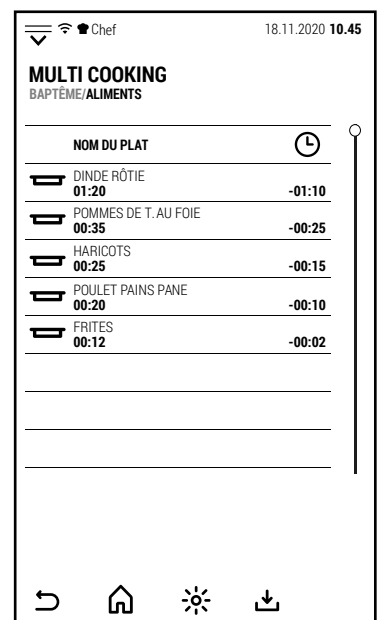 Chef 18.11.2020 10.45
MULTI COOKING
BAPTÊME/ALIMENTS
NOM DU PLAT
DINDE RÔTIE
01:20 -01:10
POMMES DE T. AU FOIE
00:35 -00:25
HARICOTS
00:25 -00:15
POULET PAINS PANE
00:20 -00:10
FRITES
00:12 -00:02